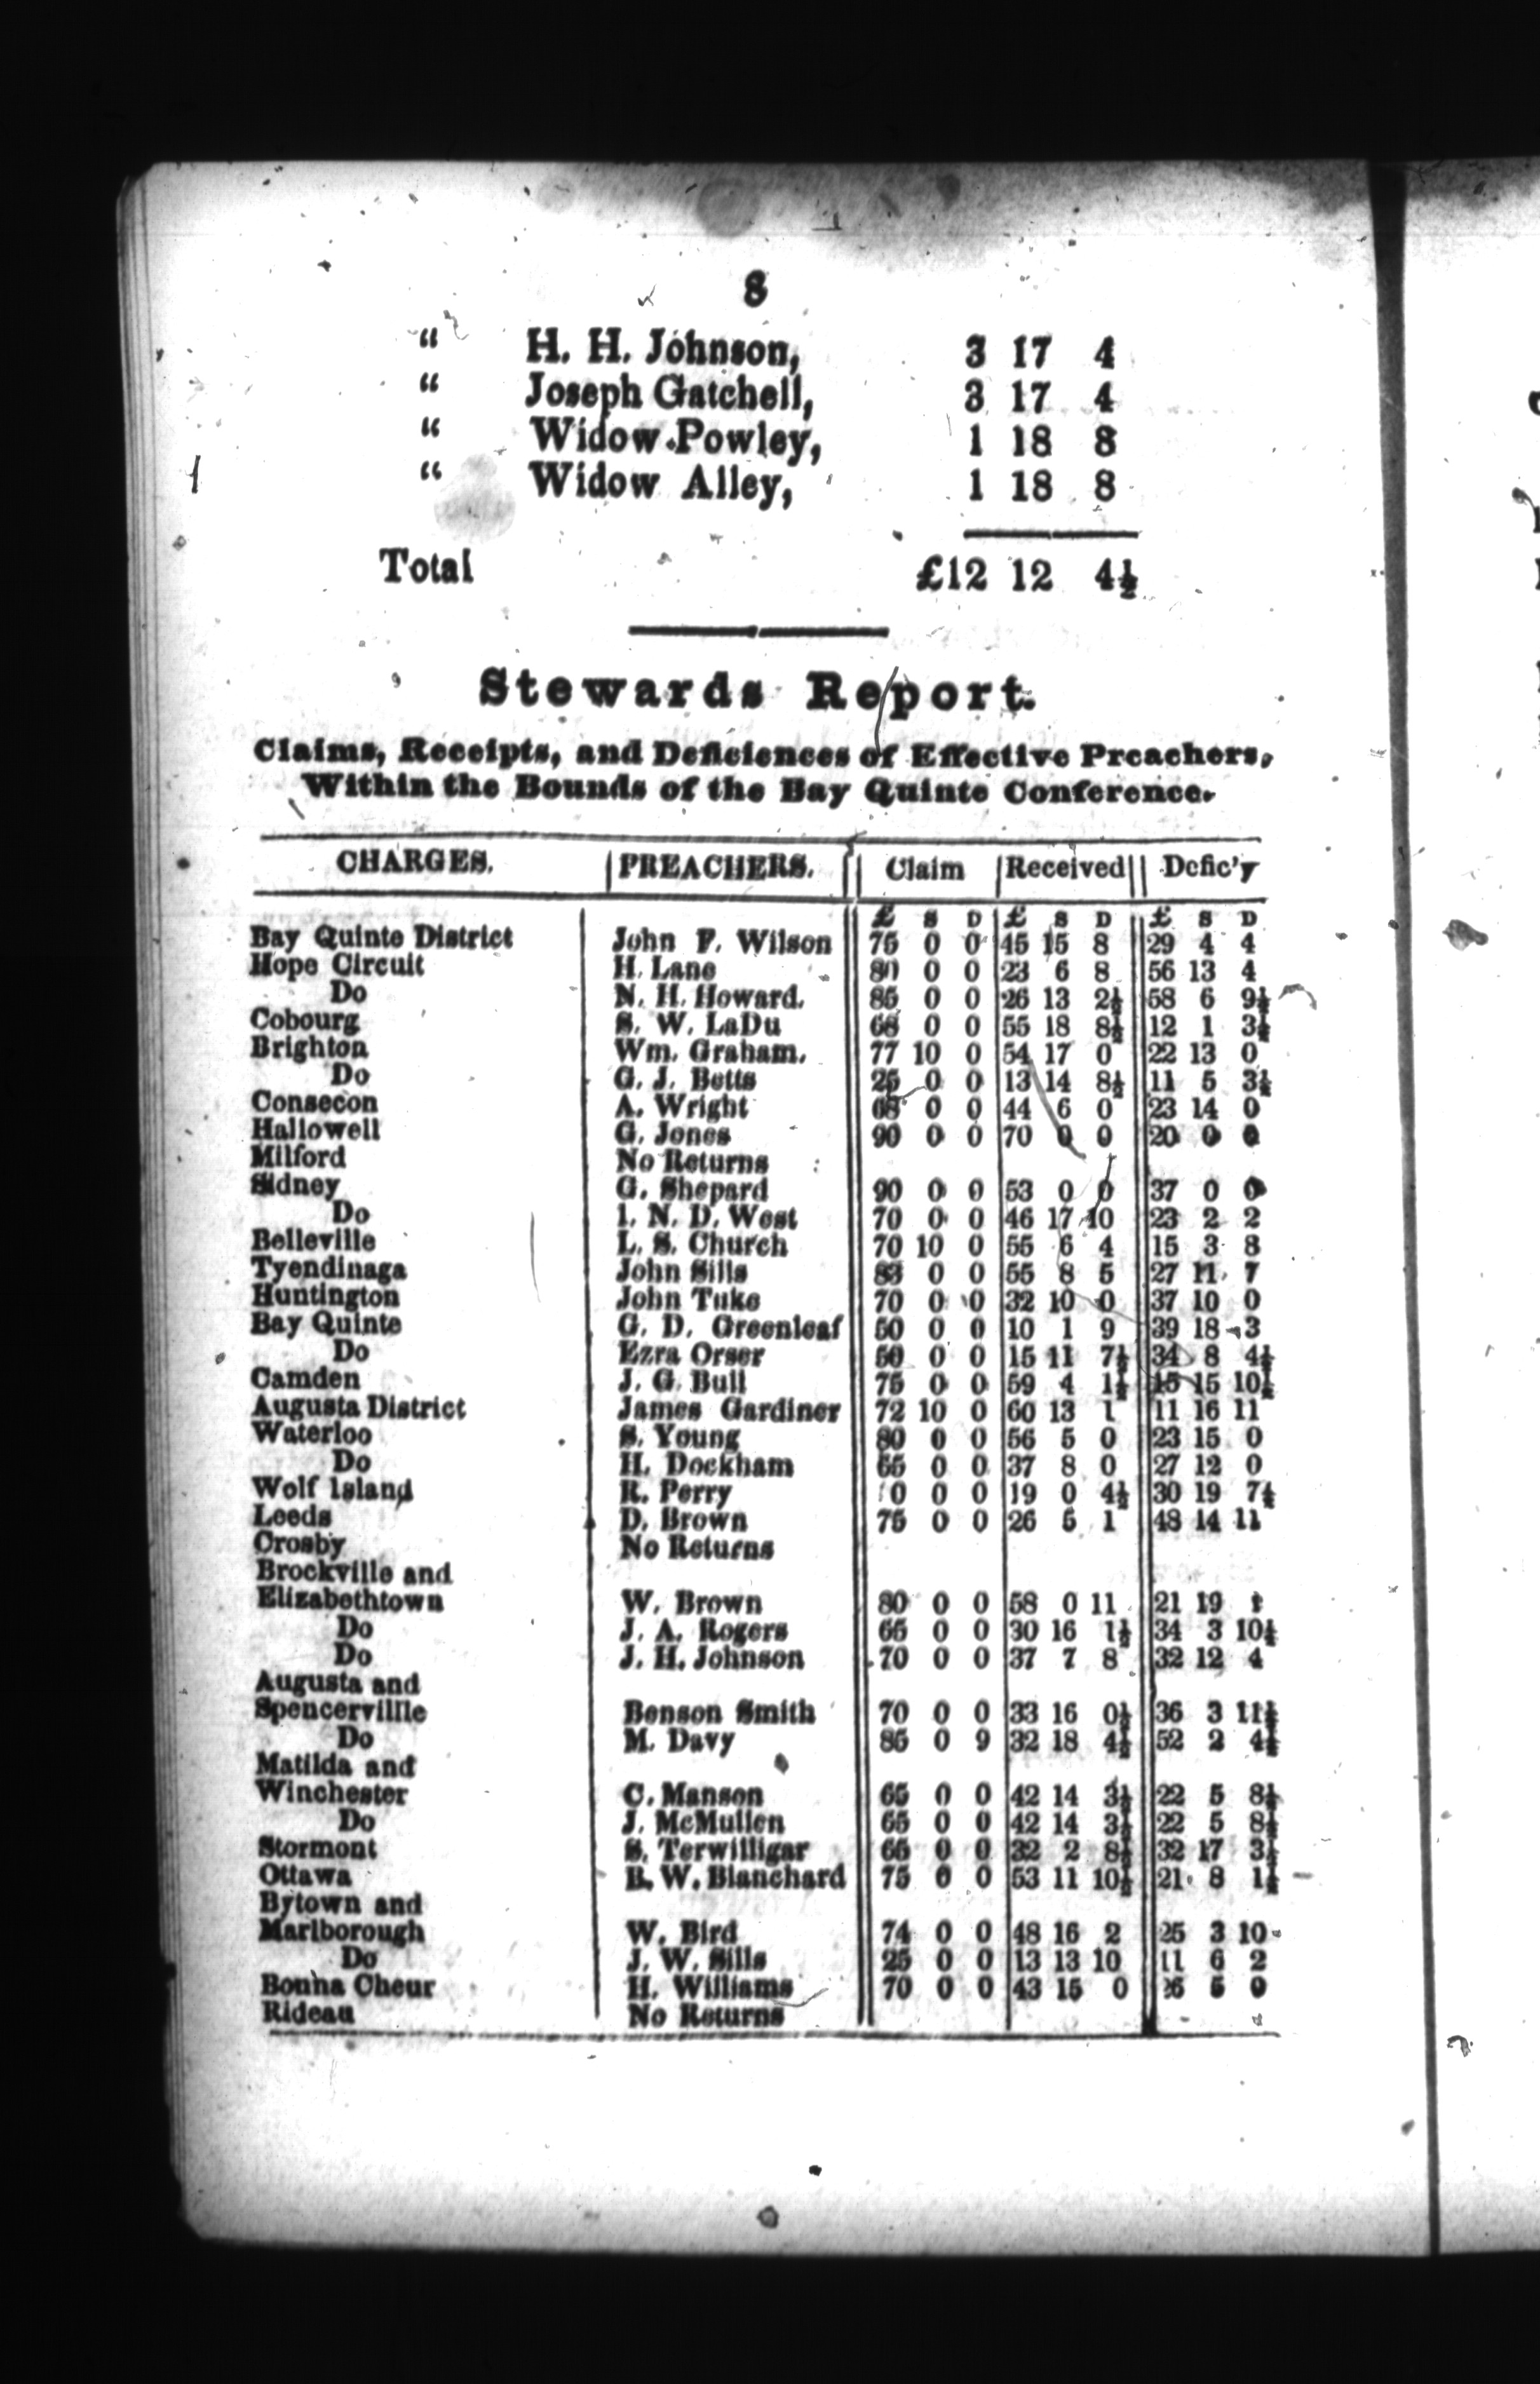 8
“ H. H. Johnson, 3 17 4
“ Joseph Gatchell, 3 17 4
“ Widow Powley, 1 18 8
“ Widow Alley, 1 18 8
Total £12 12 4½
Stewards Report.
Claims, Receipts, and Deficiences of Effective Preachers,
Within the Bounds of the Bay Quinte Conference.
CHARGES. PREACHERS. Claim Received Defic'y
£ S D £ S D £ S D
Bay Quinte District John F. Wilson 75 0 0 45 15 8 29 4 4
Hope Circuit H. Lane 80 0 0 23 6 8 56 13 4
Do N. H. Howard. 85 0 0 26 13 2½ 58 6 9½
Cobourg S. W. LaDu 68 0 0 55 18 8½ 12 1 3½
Brighton Wm. Graham. 77 10 0 54 17 0 22 13 0
Do G. J. Betts 25 0 0 13 14 8½ 11 5 3½
Consecon A. Wright 68 0 0 44 6 0 23 14 0
Hallowell G. Jones 90 0 0 70 0 0 20 0 0
Milford No Returns
Sidney G. Shepard 90 0 0 53 0 0 37 0 0
Do I. N. D. West 70 0 0 46 17 10 23 2 2
Belleville L. S. Church 70 10 0 55 6 4 15 3 8
Tyendinaga John Sills 83 0 0 55 8 5 27 11 7
Huntington John Tuke 70 0 0 32 10 0 37 10 0
Bay Quinte G. D. Greenleaf 50 0 0 10 1 9 39 18 3
Do Ezra Orser 50 0 0 15 11 7½ 34 8 4½
Camden J. G. Bull 75 0 0 59 4 1½ 15 15 10½
Augusta District James Gardiner 72 10 0 60 13 1 11 16 11
Waterloo S. Young 80 0 0 56 5 0 23 15 0
Do H. Dockham 65 0 0 37 8 0 27 12 0
Wolf Island R. Perry 0 0 0 19 0 4½ 30 19 7½
Leeds D. Brown 75 0 0 26 5 1 48 14 11
Crosby No Returns
Brockville and
Elizabethtown W. Brown 80 0 0 58 0 11 21 19 1
Do J. A. Rogers 65 0 0 30 16 1½ 34 3 10½
Do J. H. Johnson 70 0 0 37 7 8 32 12 4
Augusta and
Spencervillle Benson Smith 70 0 0 33 16 0½ 36 3 11½
Do M. Davy 85 0 9 32 18 4½ 52 2 4½
Matilda and
Winchester C. Manson 65 0 0 42 14 3½ 22 5 8½
Do J. McMullen 65 0 0 42 14 3½ 22 5 8½
Stormont S. Terwilligar 65 0 0 32 2 8½ 32 17 3½
Ottawa B. W. Blanchard 75 0 0 53 11 10½ 21 8 1½
Bytown and
Marlborough W. Bird 74 0 0 48 16 2 25 3 10
Do J. W. Sills 25 0 0 13 13 10 11 6 2
Bonna Cheur H. Williams 70 0 0 43 15 0 26 5 0
Rideau No Returns